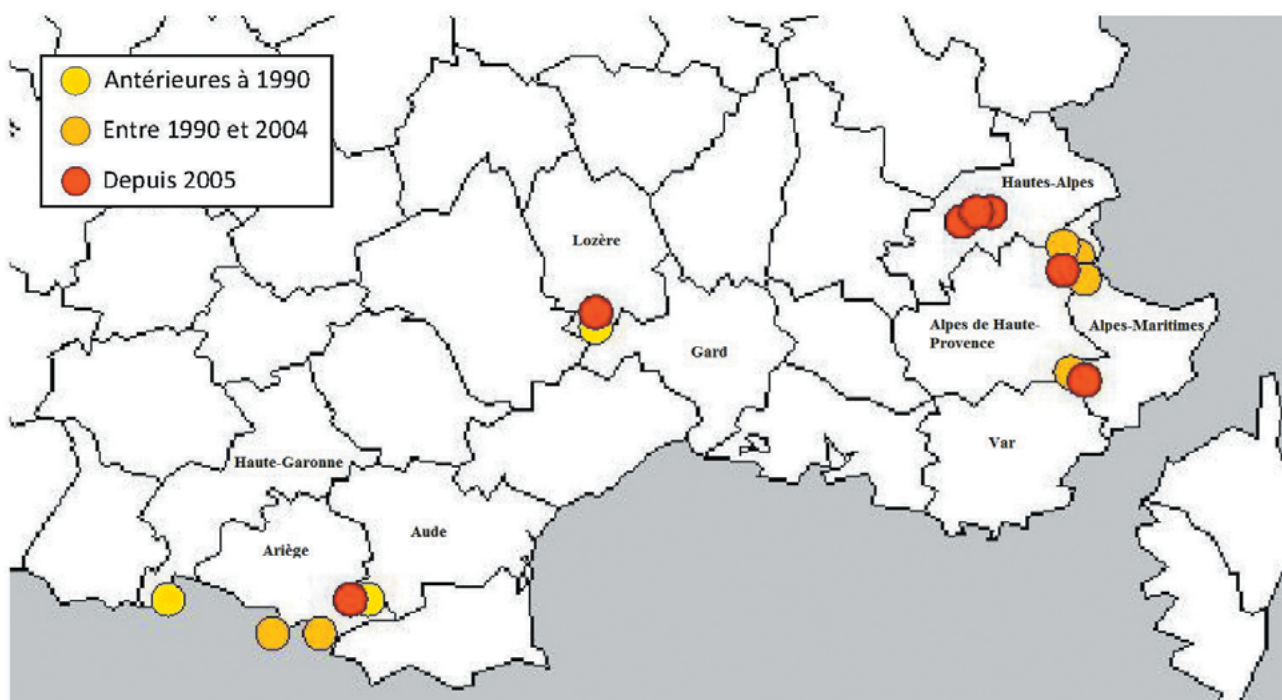 Antérieures à 1990
Entre 1990 et 2004
Depuis 2005
Hautes-Alpes
Lozère
Alpes de Haute-
Provence
Alpes-Maritimes
Gard
Var
Haute-Garonne
Aude
Ariège